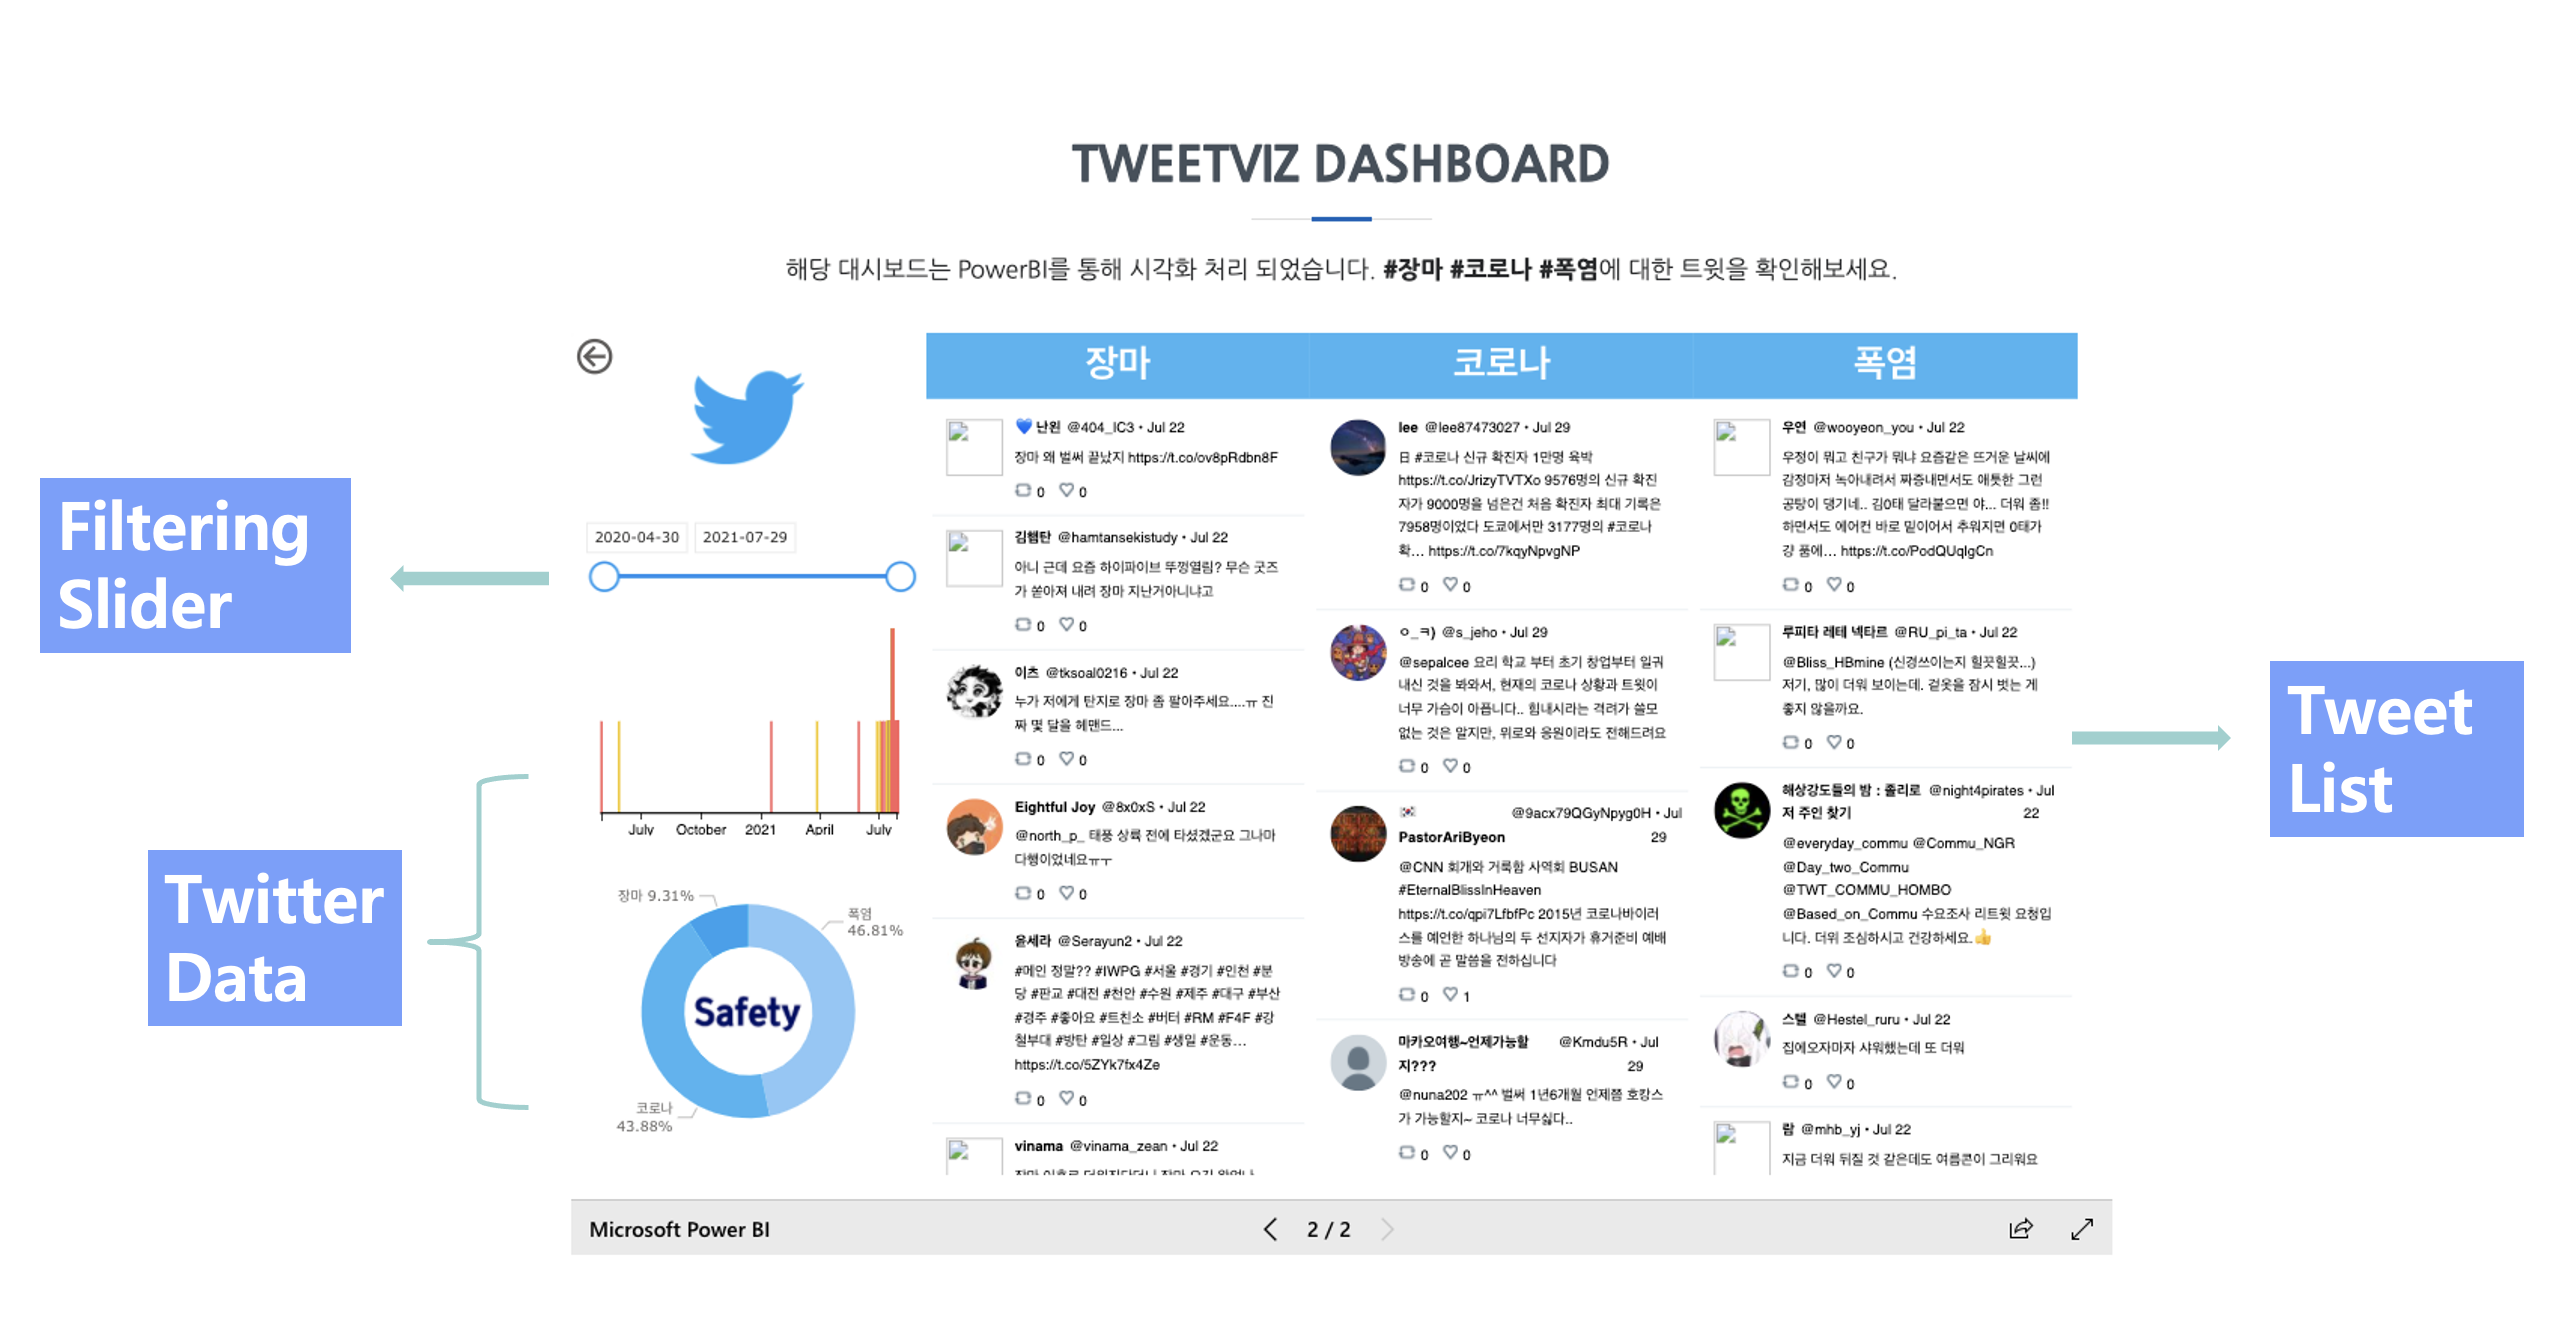 TWEETVIZ DASHBOARD
해당 대시보드는 PowerBI를 통해 시각화 처리 되었습니다. #장마 #코로나 #폭염에 대한 트윗을 확인해보세요.
Filtering
Slider
Twitter
Data
2020-04-30 2021-07-29
July October 2021 April July
장마 9.31%
폭염
46.81%
Safety
코로나
43.88%
장마
💙 난원 @404_IC3 • Jul 22
장마 왜 벌써 끝났지 https://t.co/ov8pRdbn8F
0 0
김햄탄 @hamtansekistudy • Jul 22
아니 근데 요즘 하이파이브 뚜껑열림? 무슨 굿즈
가 쏟아져 내려 장마 지난거아니냐고
0 0
이츠 @tksoal0216 • Jul 22
누가 저에게 탄지로 장마 좀 팔아주세요....ㅠ 진
짜 몇 달을 헤맨드...
0 0
Eightful Joy @8x0xS • Jul 22
@north_p_ 태풍 상륙 전에 타셨겠군요 그나마
다행이었네요ㅠㅜ
0 0
윤세라 @Serayun2 • Jul 22
#메인 정말?? #IWPG #서울 #경기 #인천 #분
당 #판교 #대전 #천안 #수원 #제주 #대구 #부산
#경주 #좋아요 #트친소 #버터 #RM #F4F #강
철부대 #방탄 #일상 #그림 #생일 #운동...
https://t.co/5ZYk7fx4Ze
0 0
vinama @vinama_zean • Jul 22
코로나
lee @lee87473027 • Jul 29
日 #코로나 신규 확진자 1만명 육박
https://t.co/JrizyTVTXo 9576명의 신규 확진
자가 9000명을 넘은건 처음 확진자 최대 기록은
7958명이었다 도쿄에서만 3177명의 #코로나
확... https://t.co/7kqyNpvgNP
0 0
ㅇ_ㅋ) @s_jeho • Jul 29
@sepalcee 요리 학교 부터 초기 창업부터 일궈
내신 것을 봐와서, 현재의 코로나 상황과 트윗이
너무 가슴이 아픕니다.. 힘내시라는 격려가 쓸모
없는 것은 알지만, 위로와 응원이라도 전해드려요
0 0
🇰🇷 @9acx79QGyNpyg0H • Jul
PastorAriByeon 29
@CNN 회개와 거룩함 사역회 BUSAN
#EternalBlissInHeaven
https://t.co/qpi7LfbfPc 2015년 코로나바이러
스를 예언한 하나님의 두 선지자가 휴거준비 예배
방송에 곧 말씀을 전하십니다
0 1
마카오여행~언제가능할 @Kmdu5R • Jul
지??? 29
@nuna202 ㅠ^^ 벌써 1년6개월 언제쯤 호캉스
가 가능할지~ 코로나 너무싫다..
0 0
폭염
우연 @wooyeon_you • Jul 22
우정이 뭐고 친구가 뭐냐 요즘같은 뜨거운 날씨에
감정마저 녹아내려서 짜증내면서도 애틋한 그런
공탕이 댕기네.. 김0태 달라붙으면 야... 더워 좀!!
하면서도 에어컨 바로 밑이어서 추워지면 0태가
걍 품에... https://t.co/PodQUqIgCn
0 0
루피타 레테 넥타르 @RU_pi_ta • Jul 22
@Bliss_HBmine (신경쓰이는지 힐끗힐끗...)
저기, 많이 더워 보이는데. 겉옷을 잠시 벗는 게
좋지 않을까요.
0 0
해상강도들의 밤 : 졸리로 @night4pirates • Jul
저 주인 찾기 22
@everyday_commu @Commu_NGR
@Day_two_Commu
@TWT_COMMU_HOMBO
@Based_on_Commu 수요조사 리트윗 요청입
니다. 더위 조심하시고 건강하세요.👍
0 0
스텔 @Hestel_ruru • Jul 22
집에오자마자 샤워했는데 또 더워
0 0
람 @mhb_yj • Jul 22
지금 더워 뒤질 것 같은데도 여름콘이 그리워요
Tweet
List
Microsoft Power BI
2 / 2